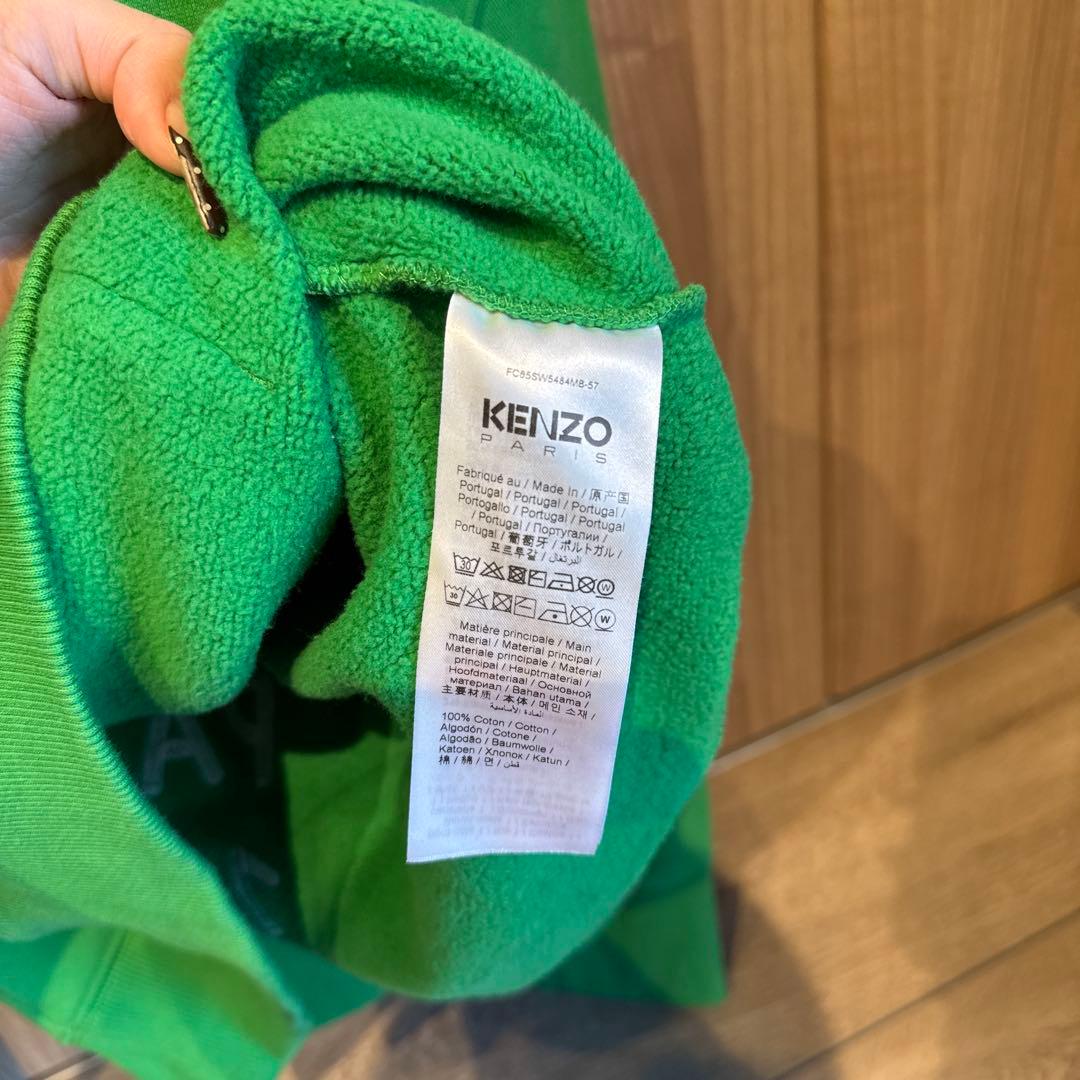 FC65SW5484MB-57
KENZO
PARIS
Fabriqué au / Made In / 原产国
Portugal / Portugal / Portugal /
Portogallo / Portugal / Portugal
/ Portugal / Португалии /
Portugal / 葡萄牙 / ポルトガル /
포르투갈 / البرتغال
30 W
30 W
Matière principale / Main
material / Material principal /
Materiale principale / Material
principal / Hauptmaterial /
Hoofdmateriaal / Основной
материал / Bahan utama /
主要材质 / 本体 / 메인 소재 /
المادة الأساسية
100% Coton / Cotton /
Algodón / Cotone /
Algodão / Baumwolle /
Katoen / Хлопок / Katun /
棉 / 綿 / 면 / قطن